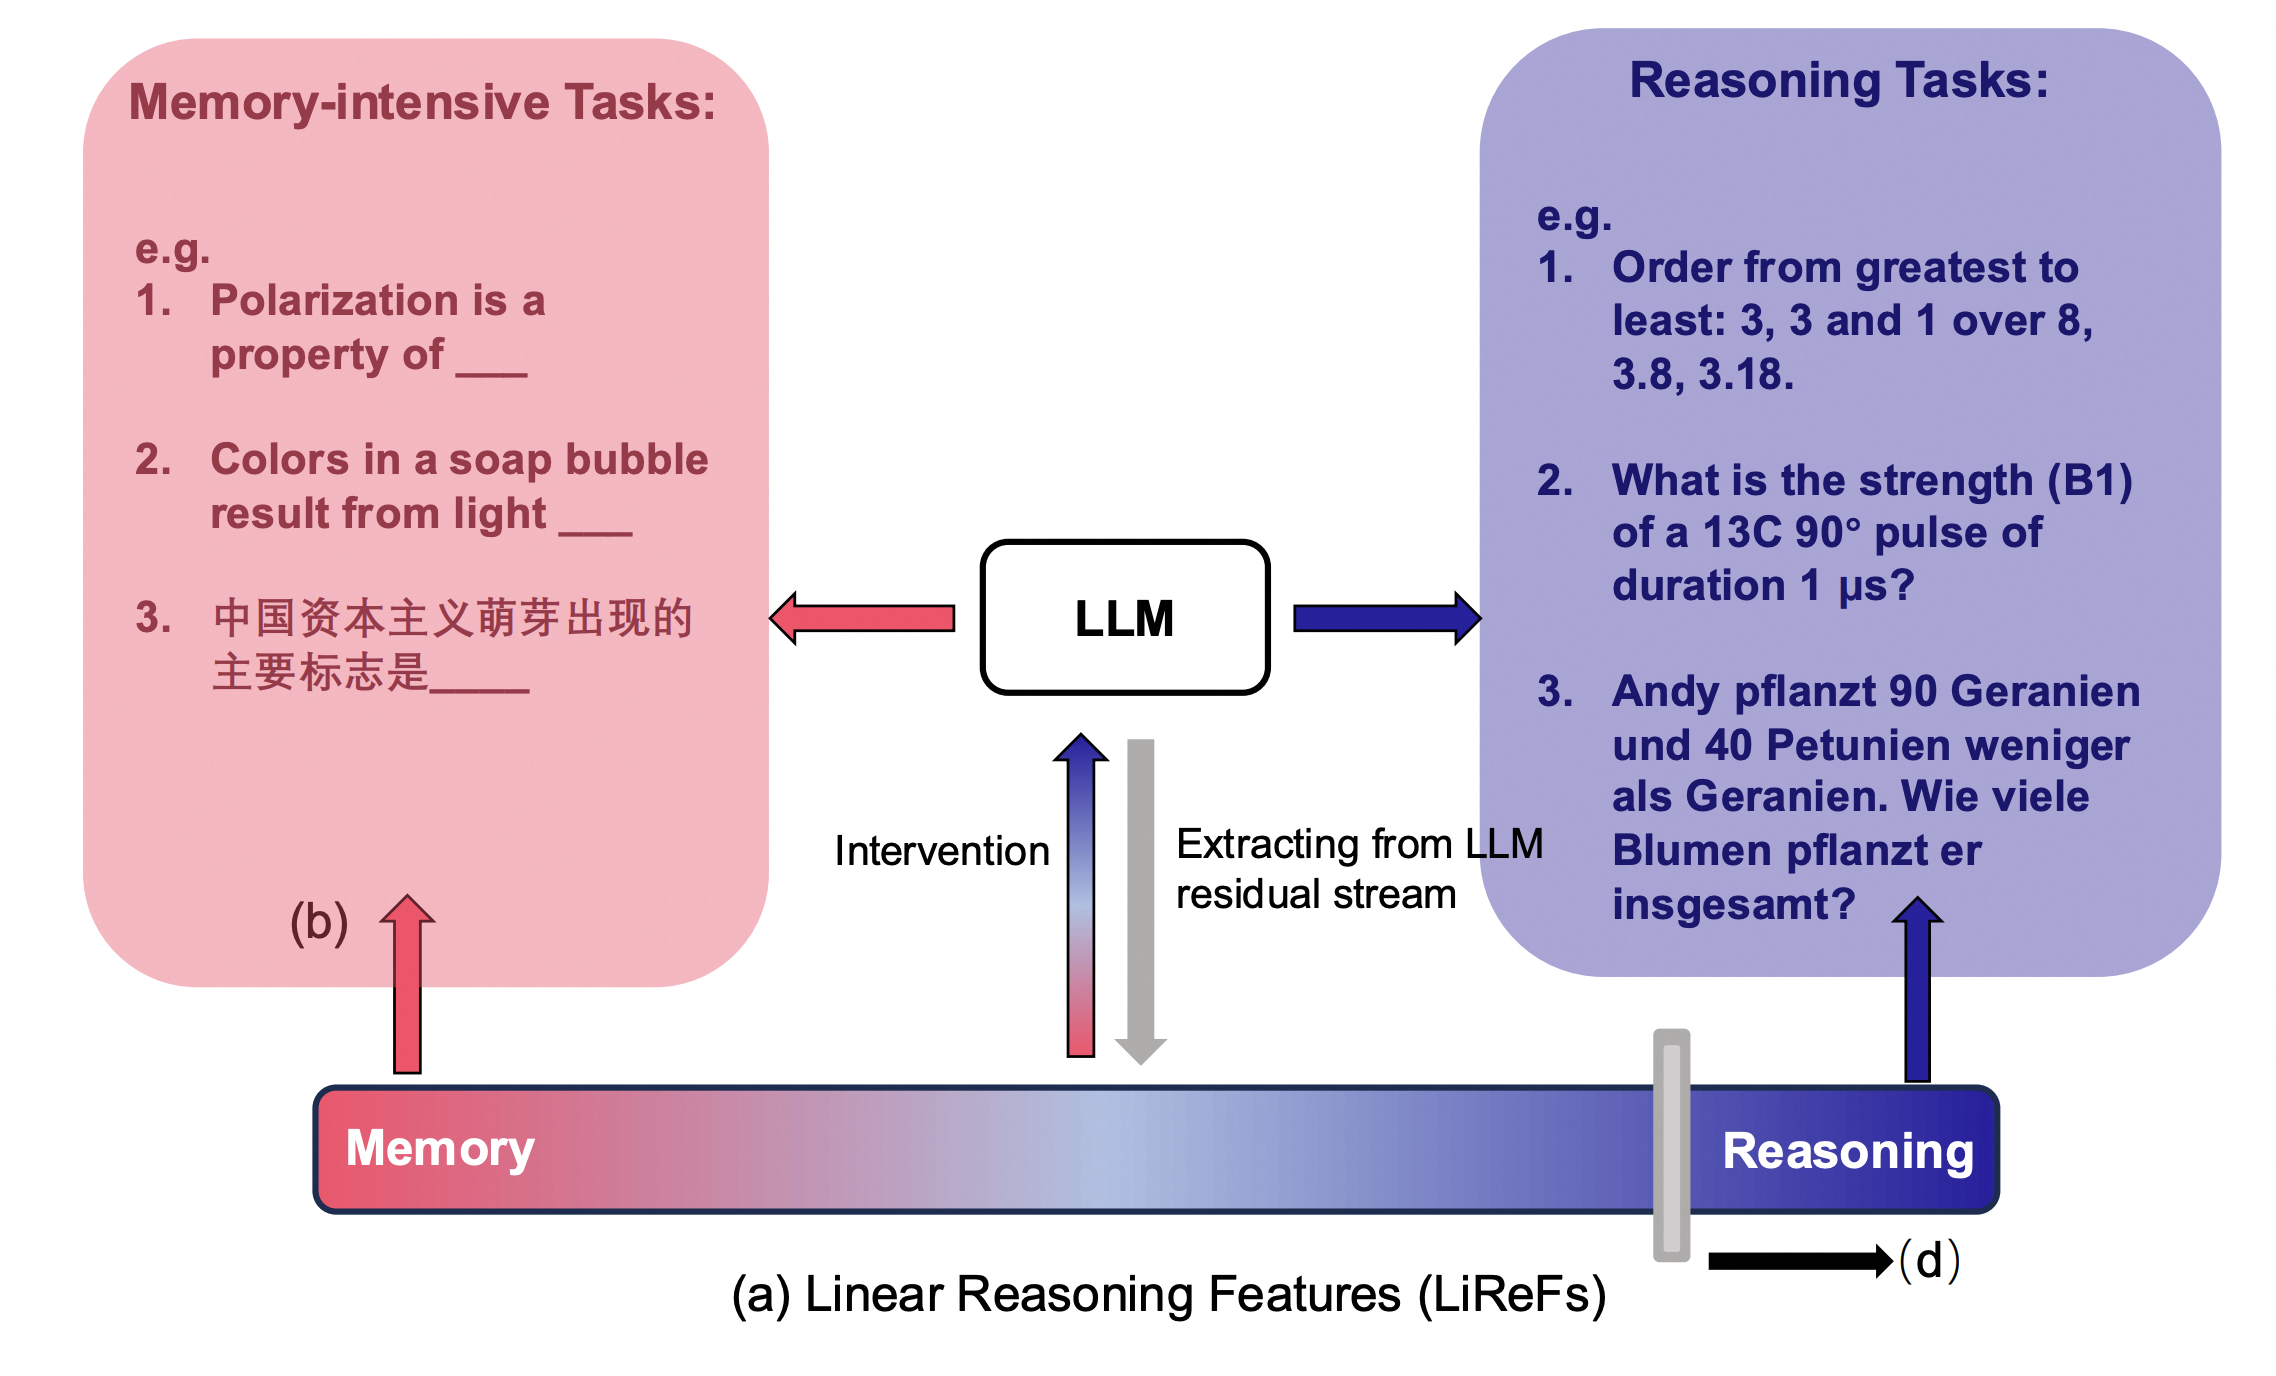 Memory-intensive Tasks:
e.g.
1. Polarization is a
property of ___
2. Colors in a soap bubble
result from light ___
3. 中国资本主义萌芽出现的
主要标志是____
(b)
Reasoning Tasks:
e.g.
1. Order from greatest to
least: 3, 3 and 1 over 8,
3.8, 3.18.
2. What is the strength (B1)
of a 13C 90° pulse of
duration 1 μs?
3. Andy pflanzt 90 Geranien
und 40 Petunien weniger
als Geranien. Wie viele
Blumen pflanzt er
insgesamt?
LLM
Intervention
Extracting from LLM
residual stream
Memory
Reasoning
(d)
(a) Linear Reasoning Features (LiReFs)